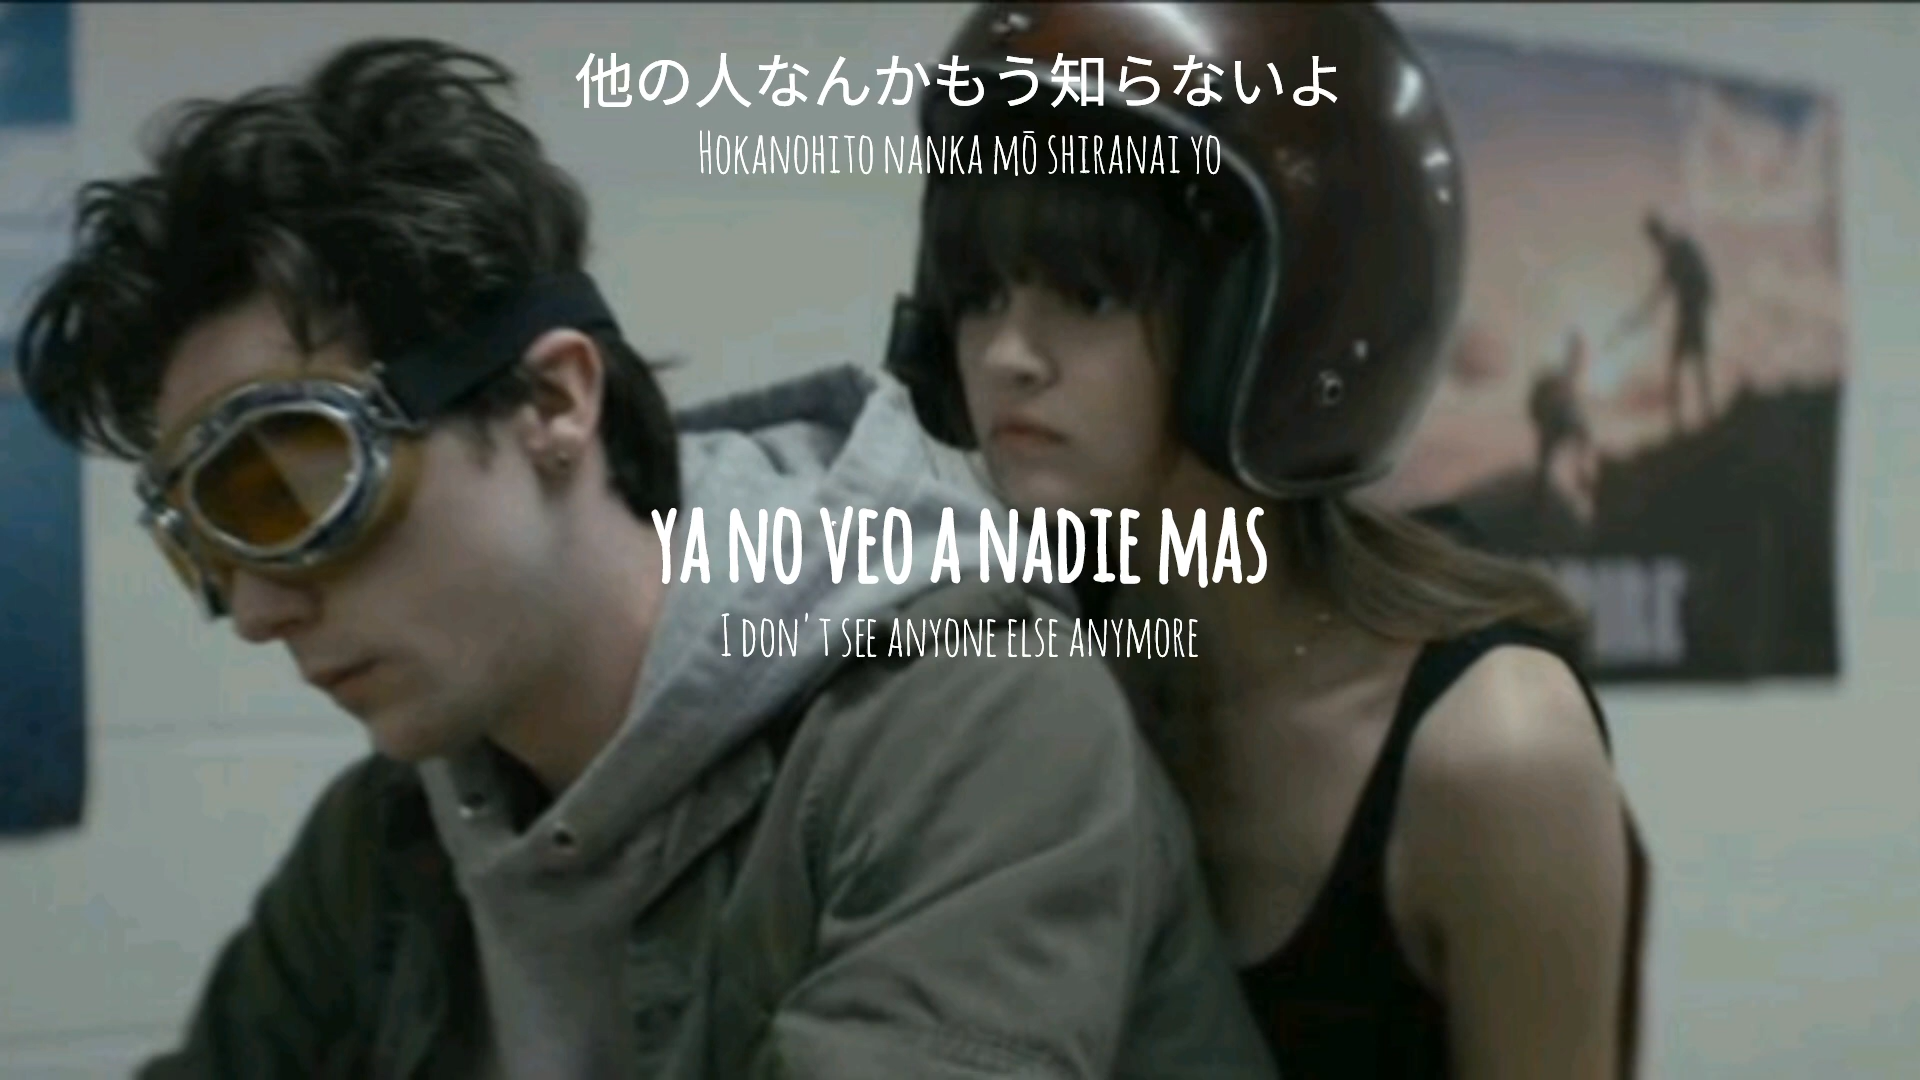 他の人なんかもう知らないよ
Hokanohito nanka mō shiranai yo
YA NO VEO A NADIE MAS
I don't see anyone else anymore